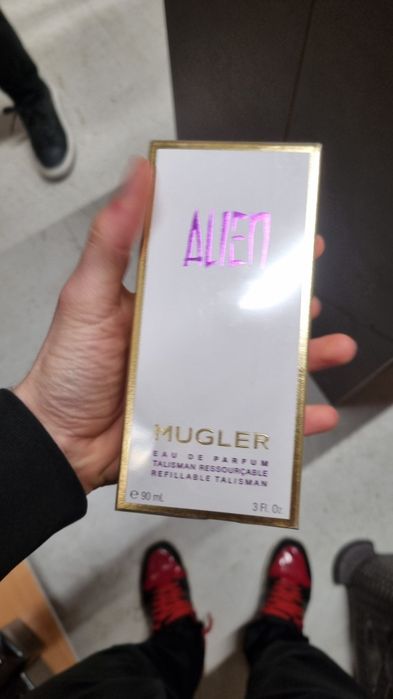 ALIEN
MUGLER
EAU DE PARFUM
TALISMAN RESSOURÇABLE
REFILLABLE TALISMAN
℮ 90 mL 3 Fl. Oz